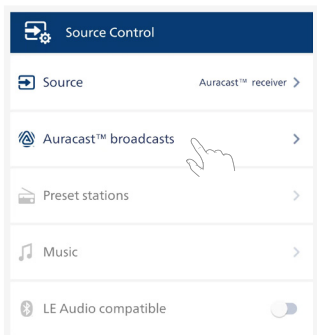 Source Control
Source Auracast™ receiver
Auracast™ broadcasts
Preset stations
Music
LE Audio compatible